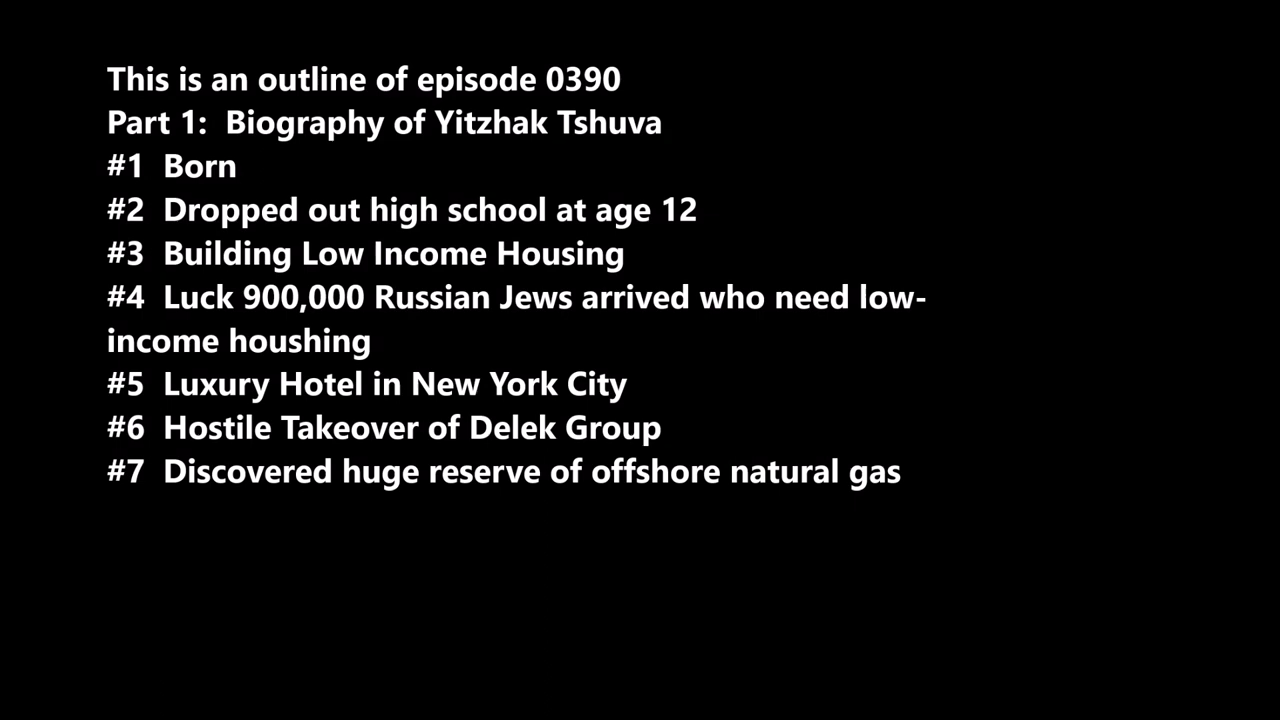 This is an outline of episode 0390
Part 1:  Biography of Yitzhak Tshuva
#1  Born
#2  Dropped out high school at age 12
#3  Building Low Income Housing
#4  Luck 900,000 Russian Jews arrived who need low-
income houshing
#5  Luxury Hotel in New York City
#6  Hostile Takeover of Delek Group
#7  Discovered huge reserve of offshore natural gas